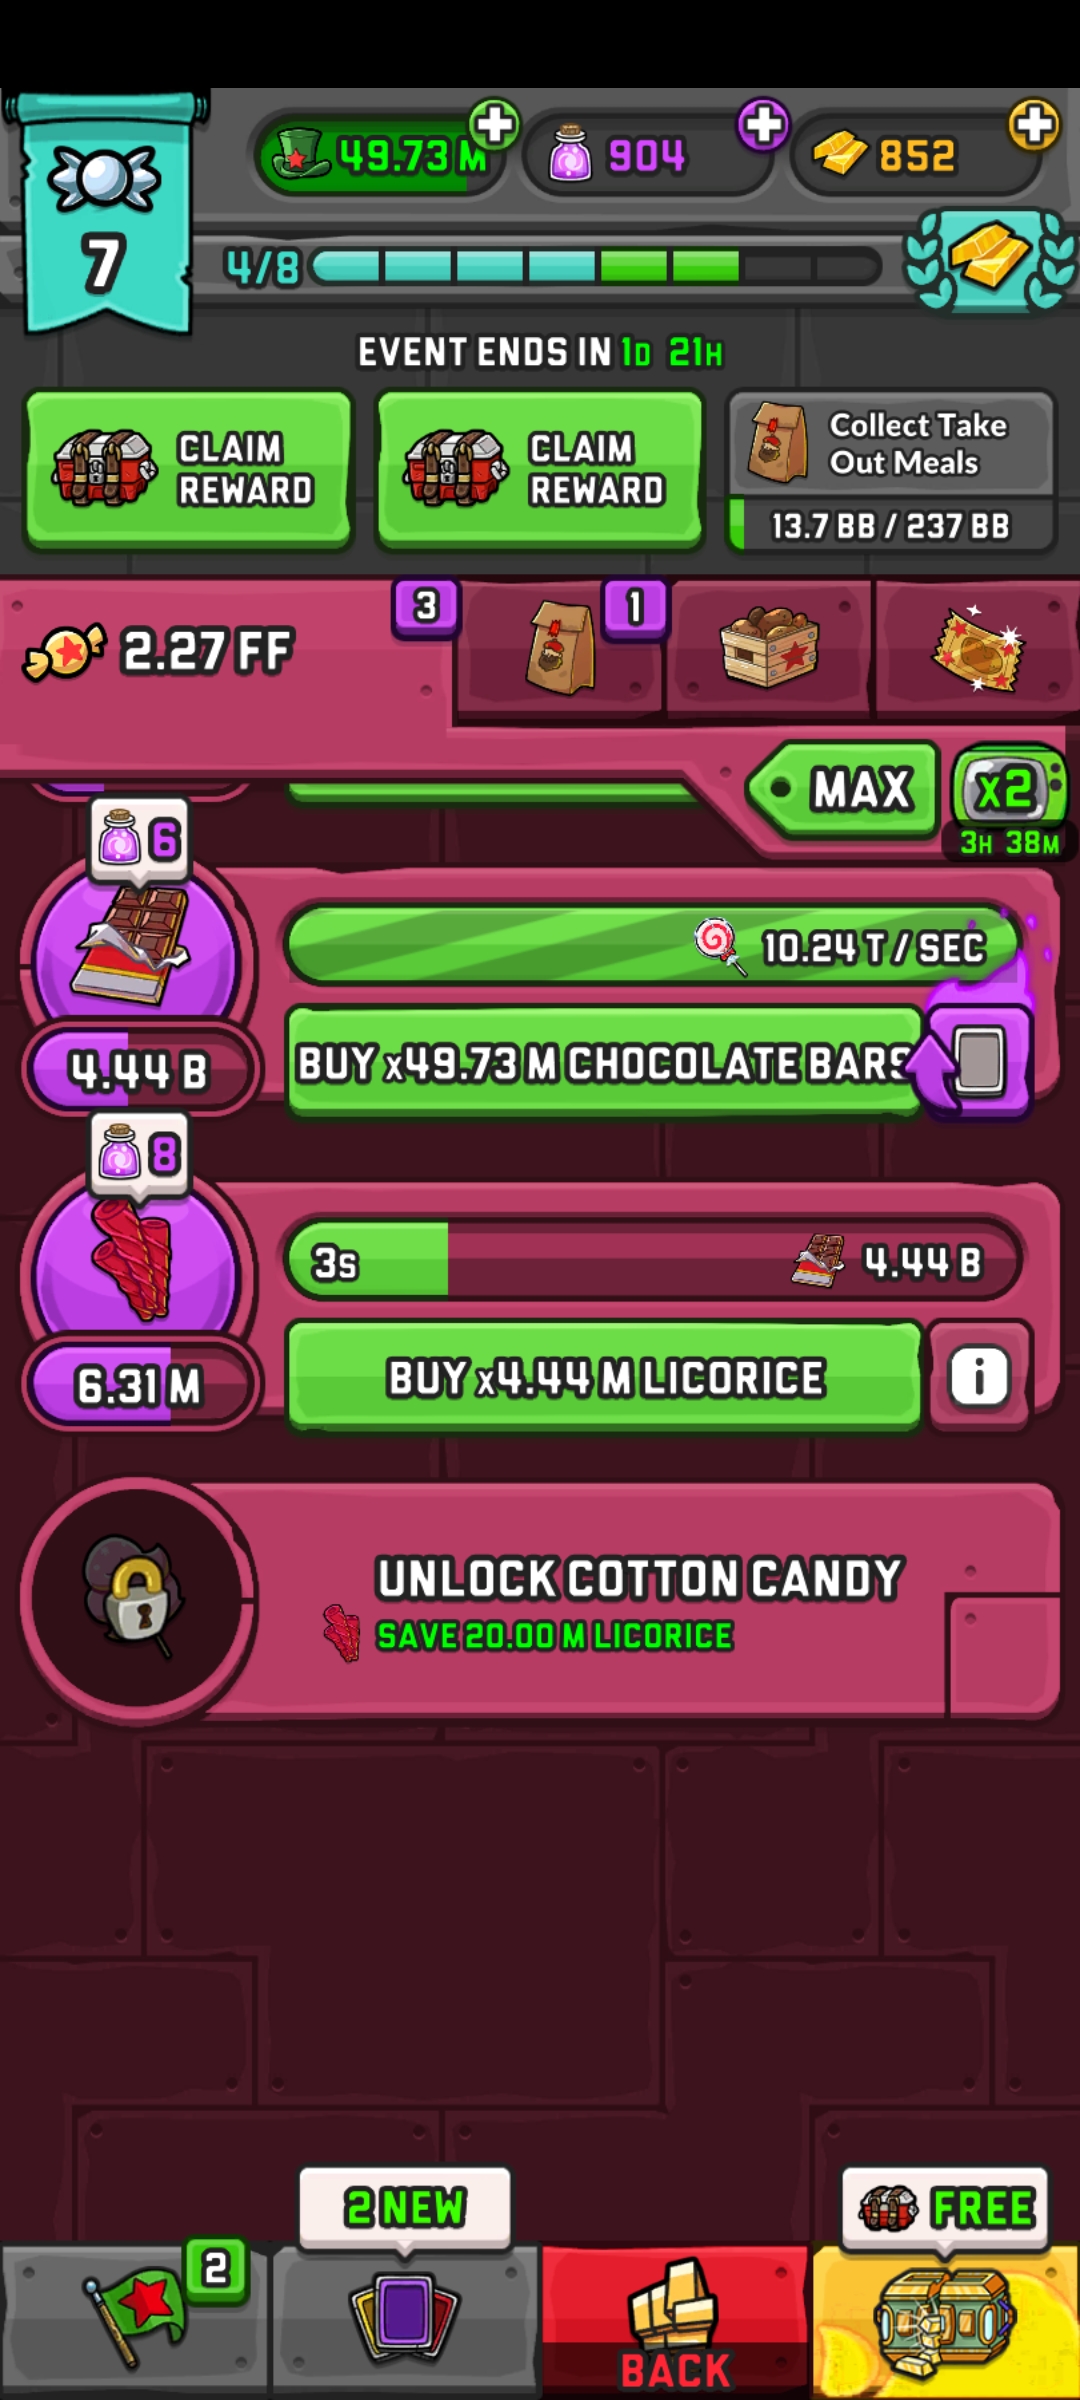 7
49.73 M
904
852
4/8
EVENT ENDS IN 1D 21H
CLAIM
REWARD
CLAIM
REWARD
Collect Take
Out Meals
13.7 BB / 237 BB
2.27 FF
3
1
MAX
x2
3H 38M
6
10.24 T / SEC
4.44 B
BUY x49.73 M CHOCOLATE BARS
8
3s
4.44 B
6.31 M
BUY x4.44 M LICORICE
i
UNLOCK COTTON CANDY
SAVE 20.00 M LICORICE
2
2 NEW
BACK
FREE